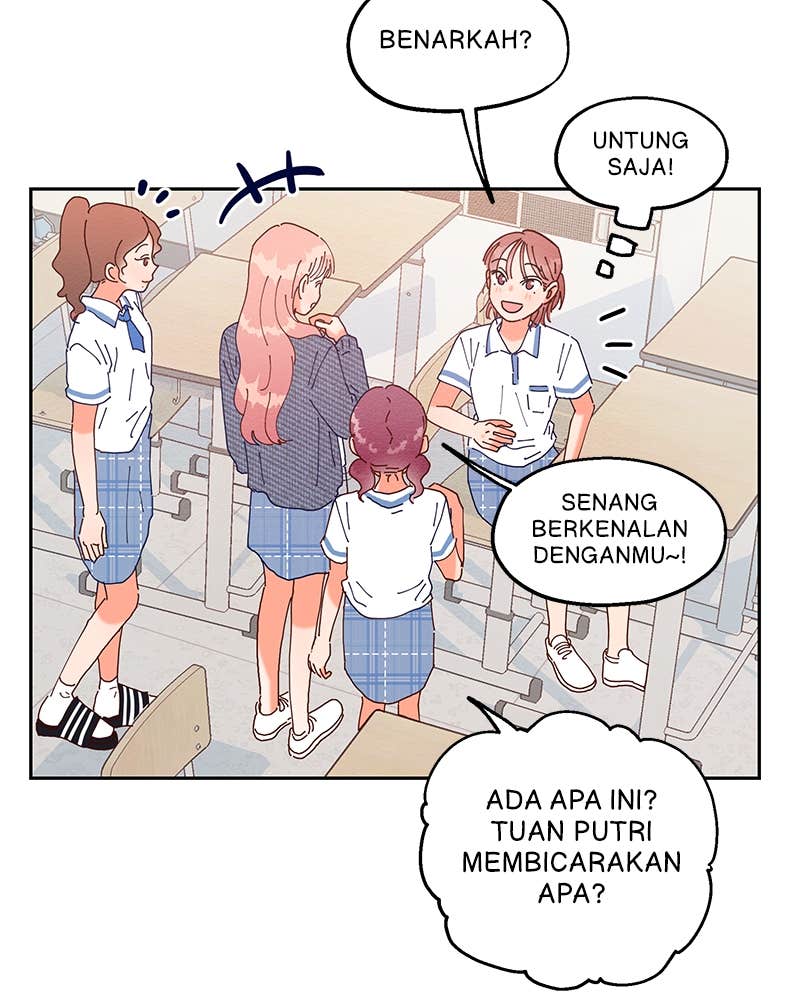 BENARKAH?
UNTUNG
SAJA!
SENANG
BERKENALAN
DENGANMU~!
ADA APA INI?
TUAN PUTRI
MEMBICARAKAN
APA?